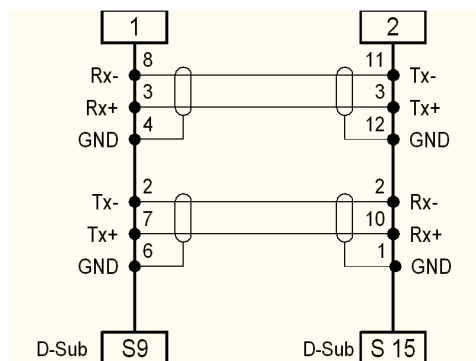 1 2
8 11
Rx- Tx-
3 3
Rx+ Tx+
4 12
GND GND
2 2
Tx- Rx-
7 10
Tx+ Rx+
6 1
GND GND
D-Sub S9 D-Sub S 15